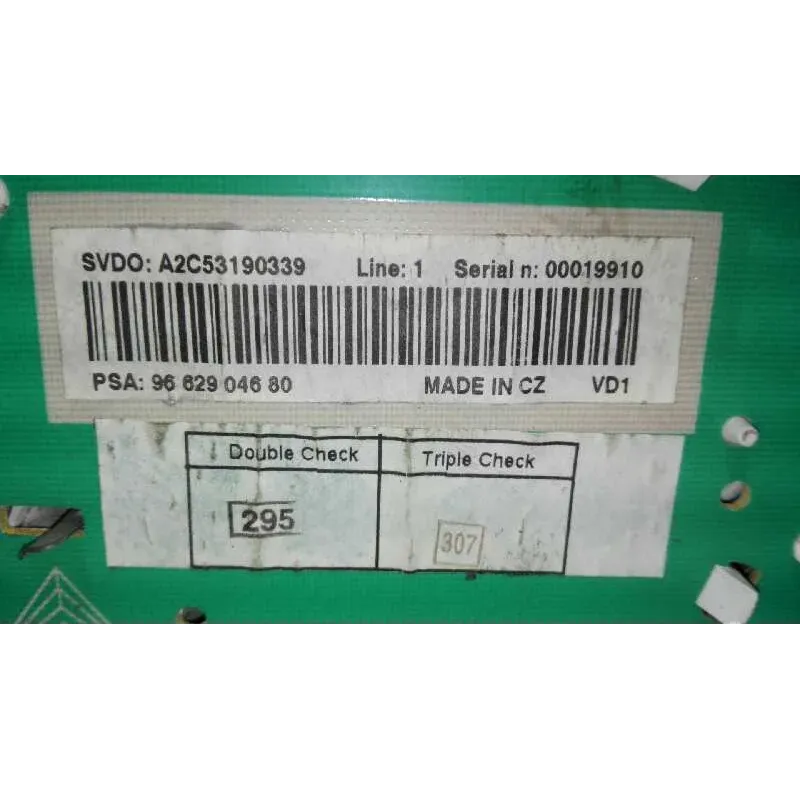 SVDO: A2C53190339 Line: 1 Serial n: 00019910
PSA: 96 629 046 80 MADE IN CZ VD1
Double Check Triple Check
295 307